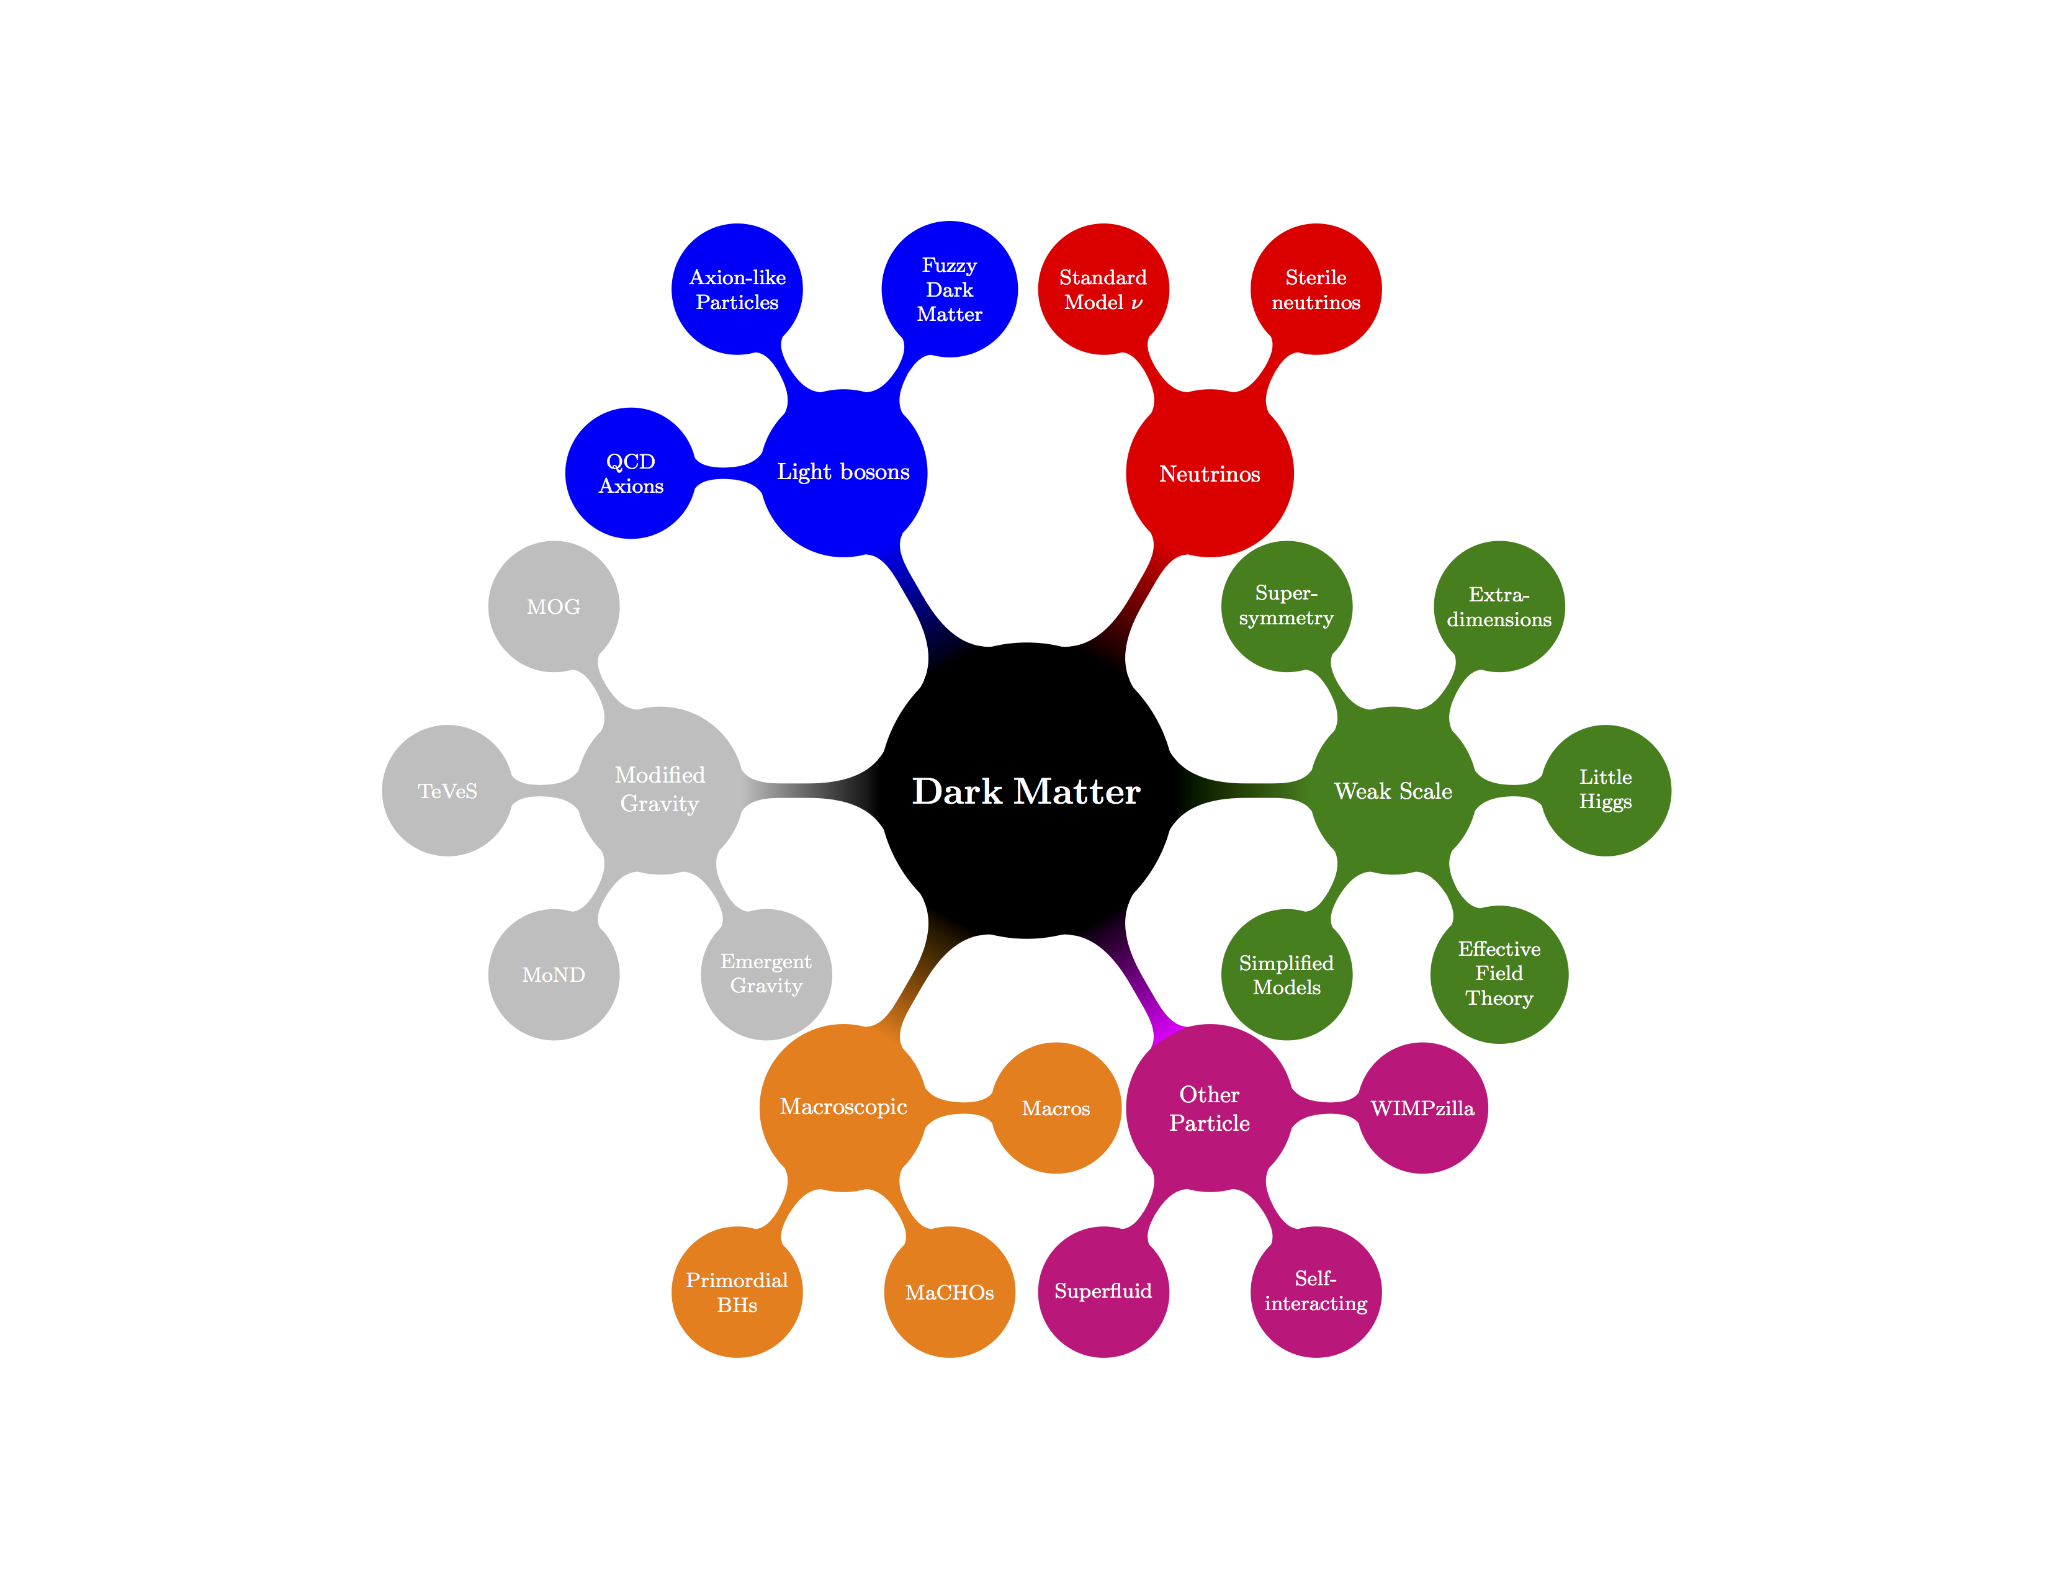 Axion-like
Particles
Fuzzy
Dark
Matter
Standard
Model ν
Sterile
neutrinos
QCD
Axions
Light bosons
Neutrinos
MOG
Super-
symmetry
Extra-
dimensions
TeVeS
Modified
Gravity
Dark Matter
Weak Scale
Little
Higgs
MoND
Emergent
Gravity
Simplified
Models
Effective
Field
Theory
Macroscopic
Macros
Other
Particle
WIMPzilla
Primordial
BHs
MaCHOs
Superfluid
Self-
interacting